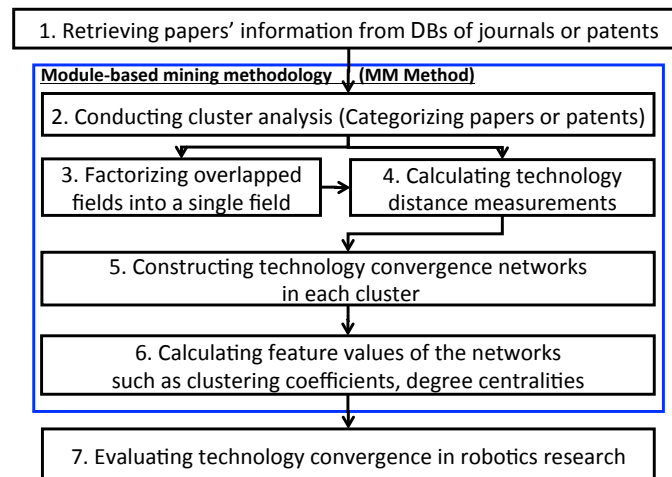 1. Retrieving papers' information from DBs of journals or patents
Module-based mining methodology (MM Method)
2. Conducting cluster analysis (Categorizing papers or patents)
3. Factorizing overlapped
fields into a single field
4. Calculating technology
distance measurements
5. Constructing technology convergence networks
in each cluster
6. Calculating feature values of the networks
such as clustering coefficients, degree centralities
7. Evaluating technology convergence in robotics research